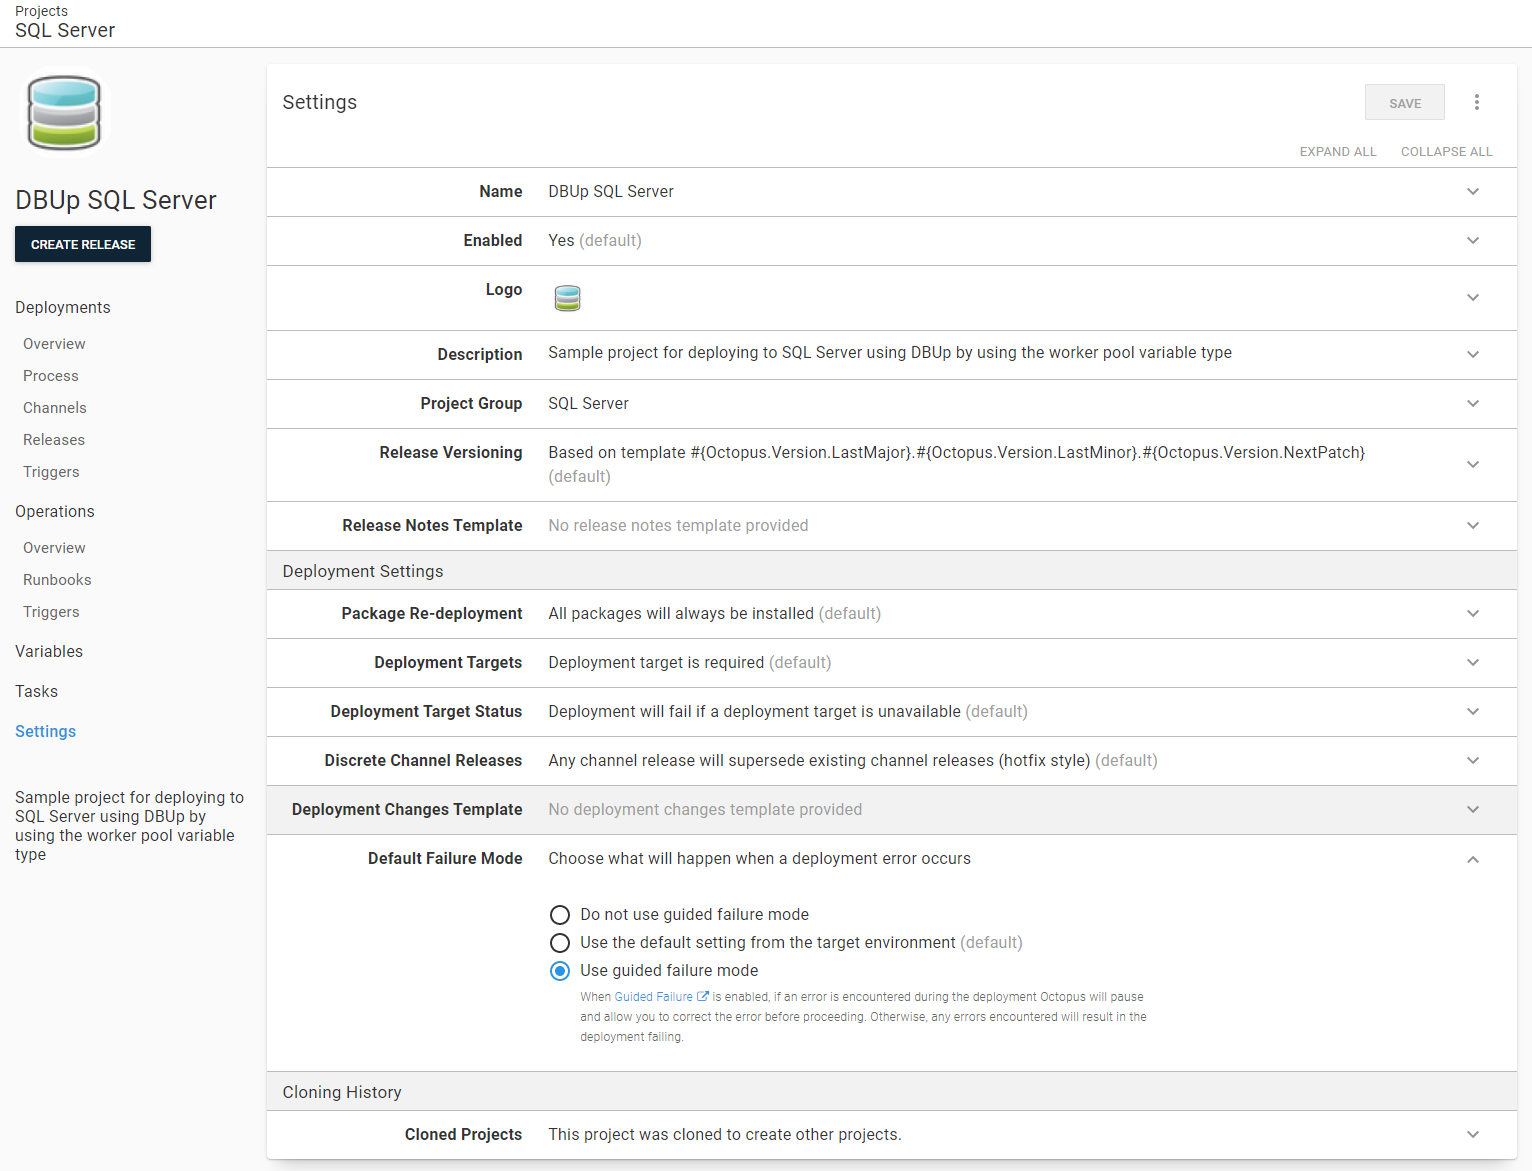 Projects
SQL Server
DBUp SQL Server
CREATE RELEASE
Deployments
Overview
Process
Channels
Releases
Triggers
Operations
Overview
Runbooks
Triggers
Variables
Tasks
Settings
Sample project for deploying to
SQL Server using DBUp by
using the worker pool variable
type
Settings
SAVE
EXPAND ALL COLLAPSE ALL
Name DBUp SQL Server
Enabled Yes (default)
Logo
Description Sample project for deploying to SQL Server using DBUp by using the worker pool variable type
Project Group SQL Server
Release Versioning Based on template #{Octopus.Version.LastMajor}.#{Octopus.Version.LastMinor}.#{Octopus.Version.NextPatch}
(default)
Release Notes Template No release notes template provided
Deployment Settings
Package Re-deployment All packages will always be installed (default)
Deployment Targets Deployment target is required (default)
Deployment Target Status Deployment will fail if a deployment target is unavailable (default)
Discrete Channel Releases Any channel release will supersede existing channel releases (hotfix style) (default)
Deployment Changes Template No deployment changes template provided
Default Failure Mode Choose what will happen when a deployment error occurs
Do not use guided failure mode
Use the default setting from the target environment (default)
Use guided failure mode
When Guided Failure is enabled, if an error is encountered during the deployment Octopus will pause
and allow you to correct the error before proceeding. Otherwise, any errors encountered will result in the
deployment failing.
Cloning History
Cloned Projects This project was cloned to create other projects.